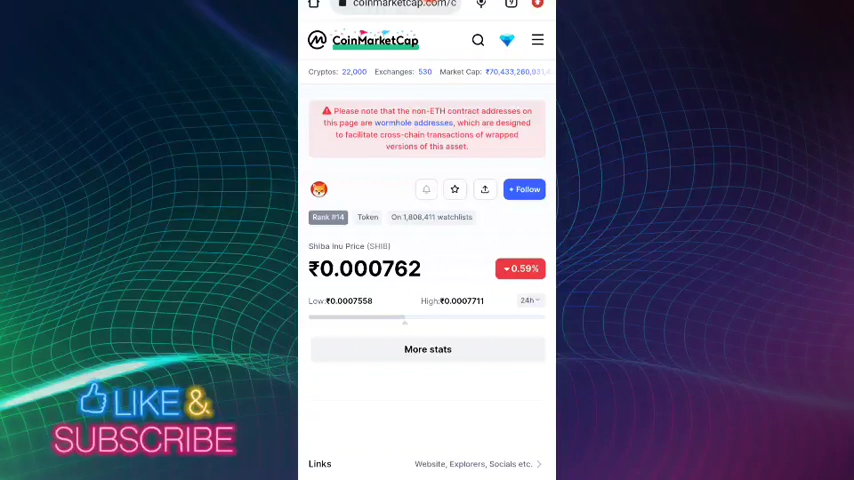 coinmarketcap.com/c
CoinMarketCap
Cryptos: 22,000 Exchanges: 530 Market Cap: ₹70,433,260,931,4
Please note that the non-ETH contract addresses on
this page are wormhole addresses, which are designed
to facilitate cross-chain transactions of wrapped
versions of this asset.
+ Follow
Rank #14 Token On 1,806,411 watchlists
Shiba Inu Price (SHIB)
₹0.000762 0.59%
Low:₹0.0007558 High:₹0.0007711 24h
More stats
LIKE &
SUBSCRIBE
Links Website, Explorers, Socials etc.